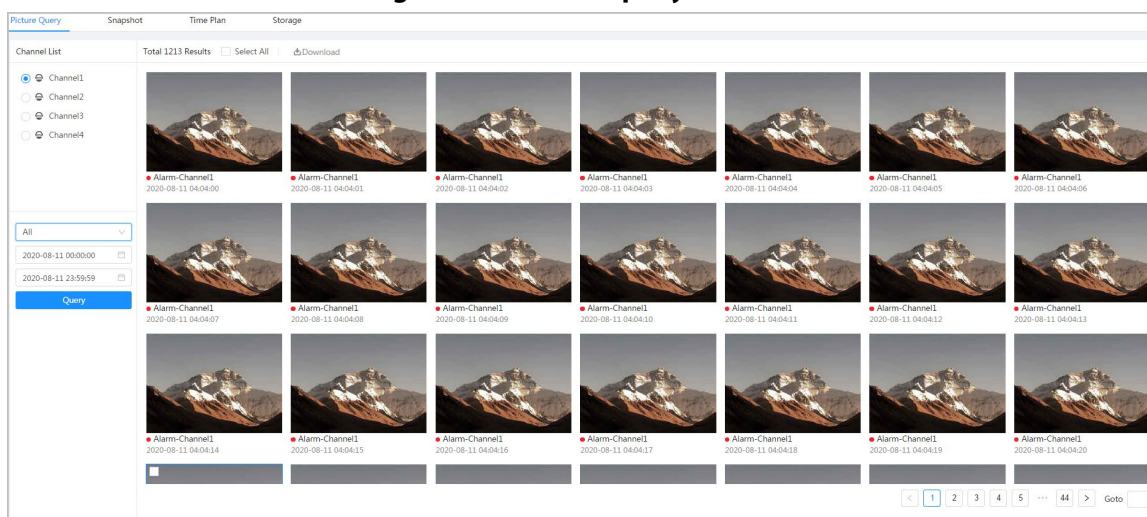 Picture Query Snapshot Time Plan Storage
Channel List
Total 1213 Results Select All Download
Channel1
Channel2
Channel3
Channel4
All
2020-08-11 00:00:00
2020-08-11 23:59:59
Query
Alarm-Channel1 Alarm-Channel1 Alarm-Channel1 Alarm-Channel1 Alarm-Channel1 Alarm-Channel1 Alarm-Channel1
2020-08-11 04:04:00 2020-08-11 04:04:01 2020-08-11 04:04:02 2020-08-11 04:04:03 2020-08-11 04:04:04 2020-08-11 04:04:05 2020-08-11 04:04:06
Alarm-Channel1 Alarm-Channel1 Alarm-Channel1 Alarm-Channel1 Alarm-Channel1 Alarm-Channel1 Alarm-Channel1
2020-08-11 04:04:07 2020-08-11 04:04:08 2020-08-11 04:04:09 2020-08-11 04:04:10 2020-08-11 04:04:11 2020-08-11 04:04:12 2020-08-11 04:04:13
Alarm-Channel1 Alarm-Channel1 Alarm-Channel1 Alarm-Channel1 Alarm-Channel1 Alarm-Channel1 Alarm-Channel1
2020-08-11 04:04:14 2020-08-11 04:04:15 2020-08-11 04:04:16 2020-08-11 04:04:17 2020-08-11 04:04:18 2020-08-11 04:04:19 2020-08-11 04:04:20
< 1 2 3 4 5 ••• 44 > Goto